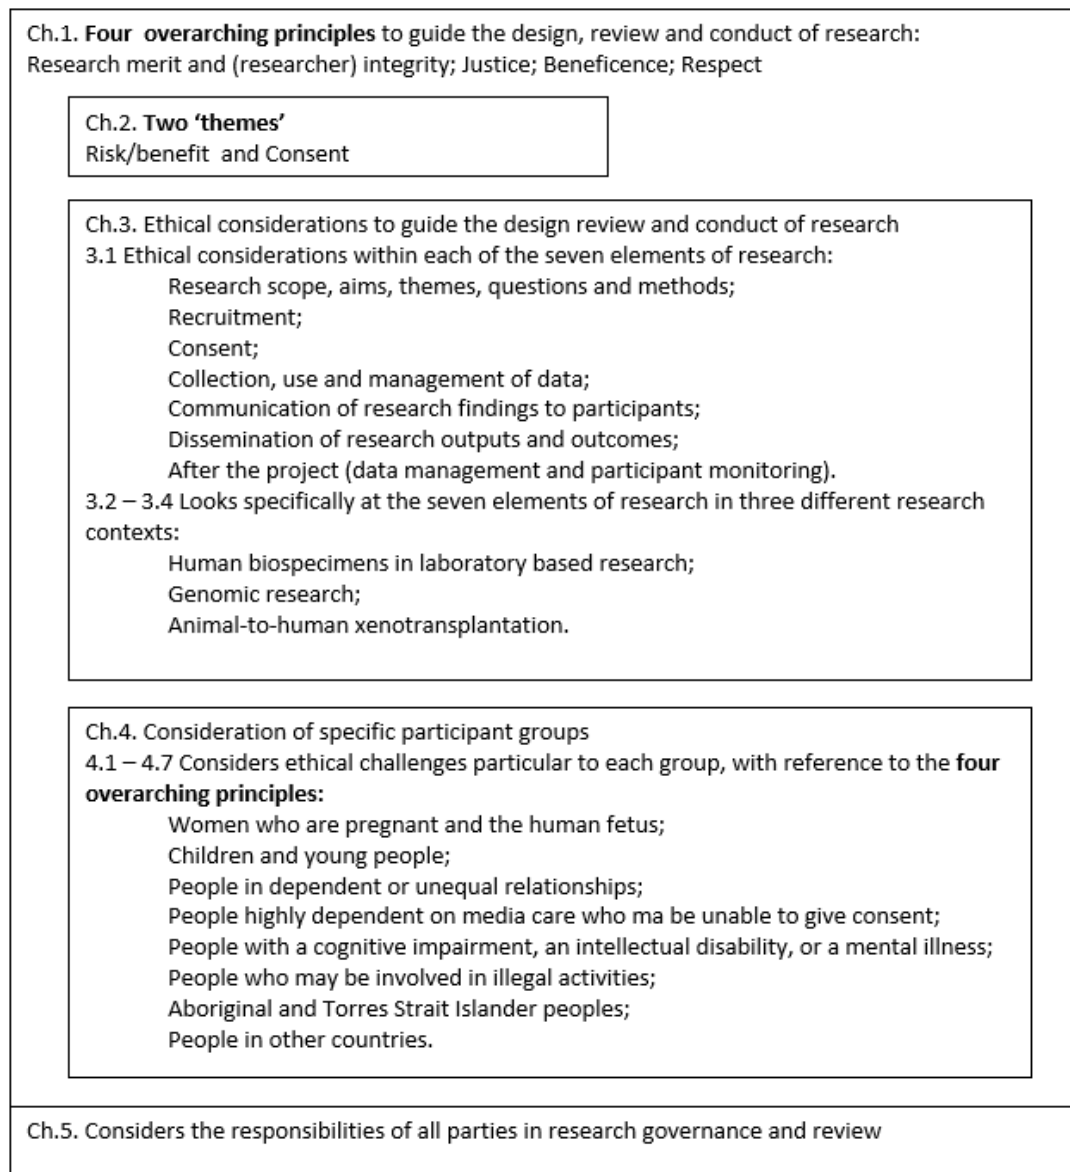 Ch.1. Four  overarching principles to guide the design, review and conduct of research:
Research merit and (researcher) integrity; Justice; Beneficence; Respect
Ch.2. Two ‘themes’
Risk/benefit  and Consent
Ch.3. Ethical considerations to guide the design review and conduct of research
3.1 Ethical considerations within each of the seven elements of research:
Research scope, aims, themes, questions and methods;
Recruitment;
Consent;
Collection, use and management of data;
Communication of research findings to participants;
Dissemination of research outputs and outcomes;
After the project (data management and participant monitoring).
3.2 – 3.4 Looks specifically at the seven elements of research in three different research
contexts:
Human biospecimens in laboratory based research;
Genomic research;
Animal-to-human xenotransplantation.
Ch.4. Consideration of specific participant groups
4.1 – 4.7 Considers ethical challenges particular to each group, with reference to the four
overarching principles:
Women who are pregnant and the human fetus;
Children and young people;
People in dependent or unequal relationships;
People highly dependent on media care who ma be unable to give consent;
People with a cognitive impairment, an intellectual disability, or a mental illness;
People who may be involved in illegal activities;
Aboriginal and Torres Strait Islander peoples;
People in other countries.
Ch.5. Considers the responsibilities of all parties in research governance and review